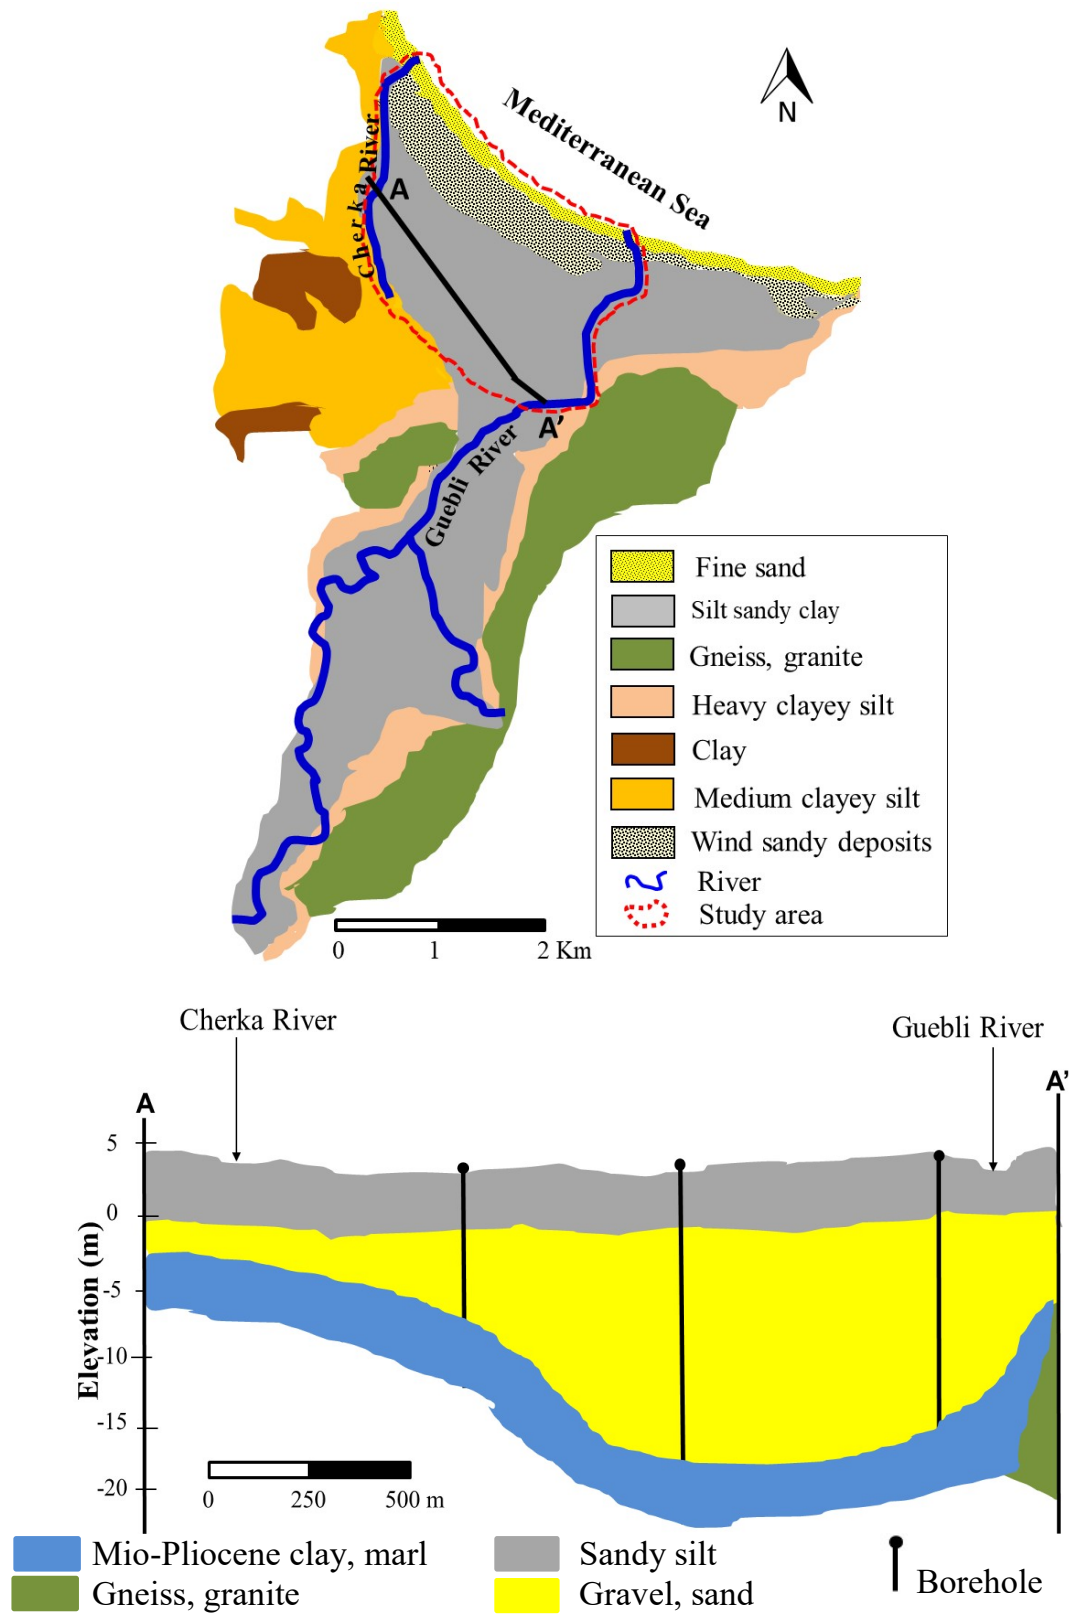 Mediterranean Sea
N
Cherka River
A
A’
Guebli River
Fine sand
Silt sandy clay
Gneiss, granite
Heavy clayey silt
Clay
Medium clayey silt
Wind sandy deposits
River
Study area
0 1 2 Km
Cherka River
Guebli River
A
A’
Elevation (m)
5
0
-5
-10
-15
-20
0 250 500 m
Mio-Pliocene clay, marl
Sandy silt
Gneiss, granite
Gravel, sand
Borehole